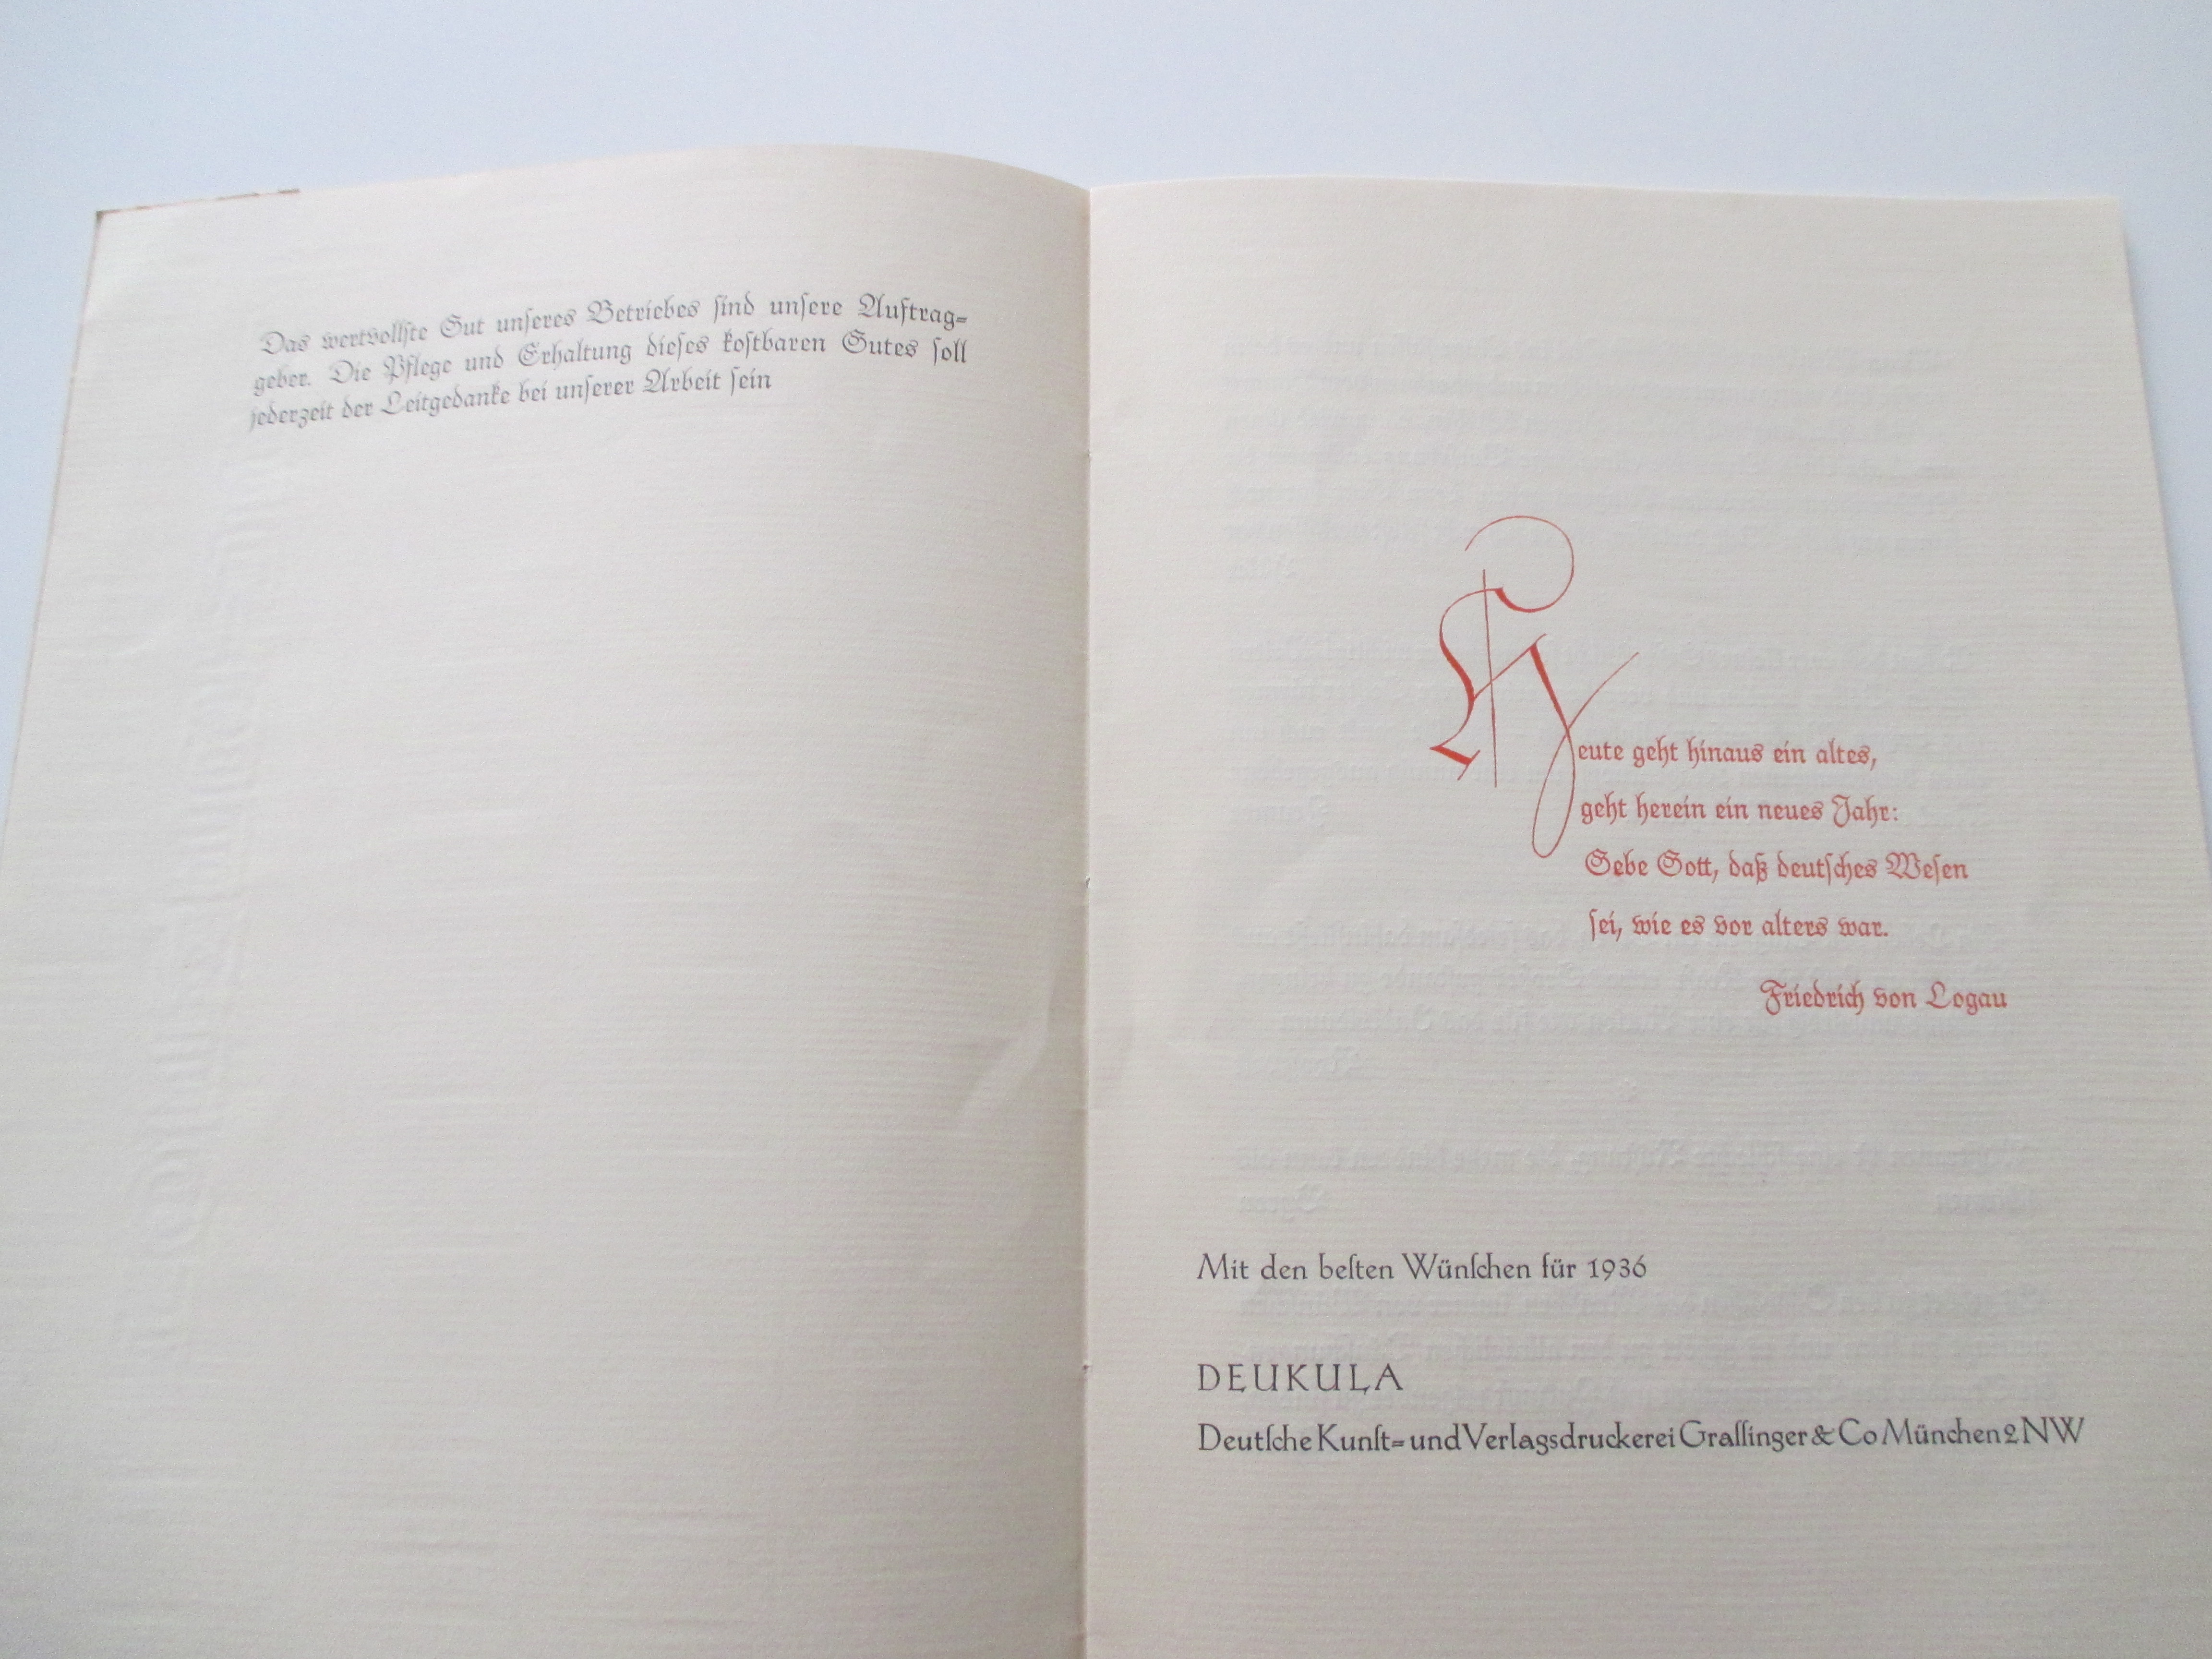 Das wertvollſte Gut unſeres Betriebes ſind unſere Auftrag=
geber. Die Pflege und Erhaltung dieſes koſtbaren Gutes ſoll
jederzeit der Leitgedanke bei unſerer Arbeit ſein
Heute geht hinaus ein altes,
geht herein ein neues Jahr:
Gebe Gott, daß deutſches Weſen
ſei, wie es vor alters war.
Friedrich von Logau
Mit den beſten Wünſchen für 1936
DEUKULA
Deutſche Kunſt= und Verlagsdruckerei Graſſinger & Co München 2 NW